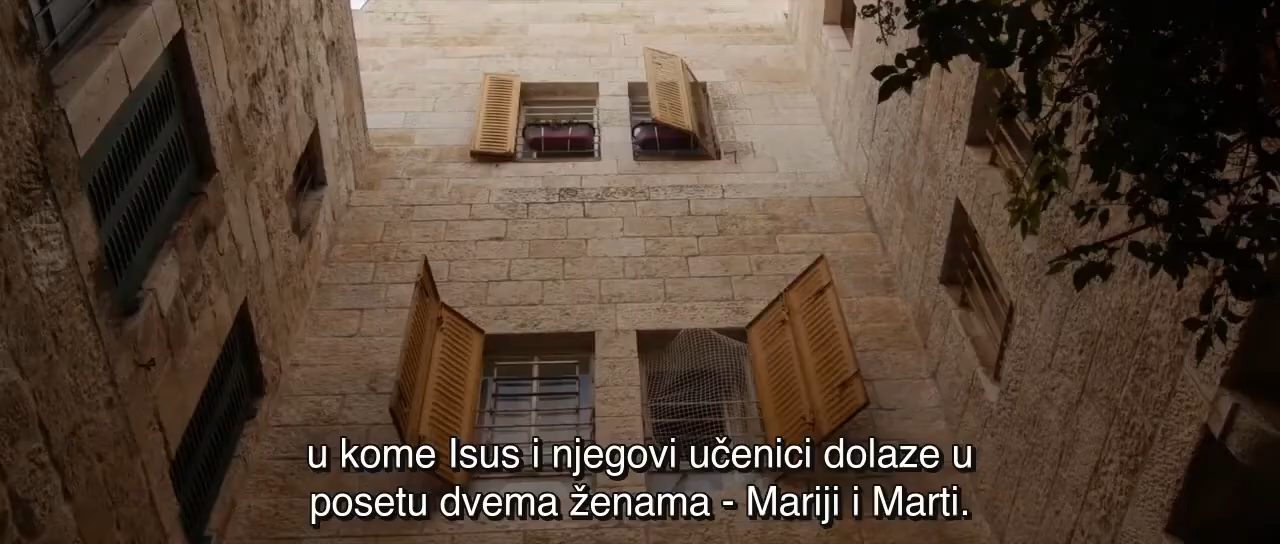 u kome Isus i njegovi učenici dolaze u
posetu dvema ženama - Mariji i Marti.